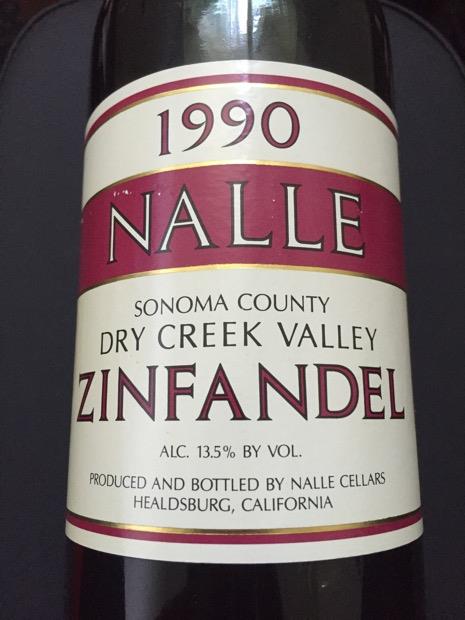 1990
NALLE
SONOMA COUNTY
DRY CREEK VALLEY
ZINFANDEL
ALC. 13.5% BY VOL.
PRODUCED AND BOTTLED BY NALLE CELLARS
HEALDSBURG, CALIFORNIA